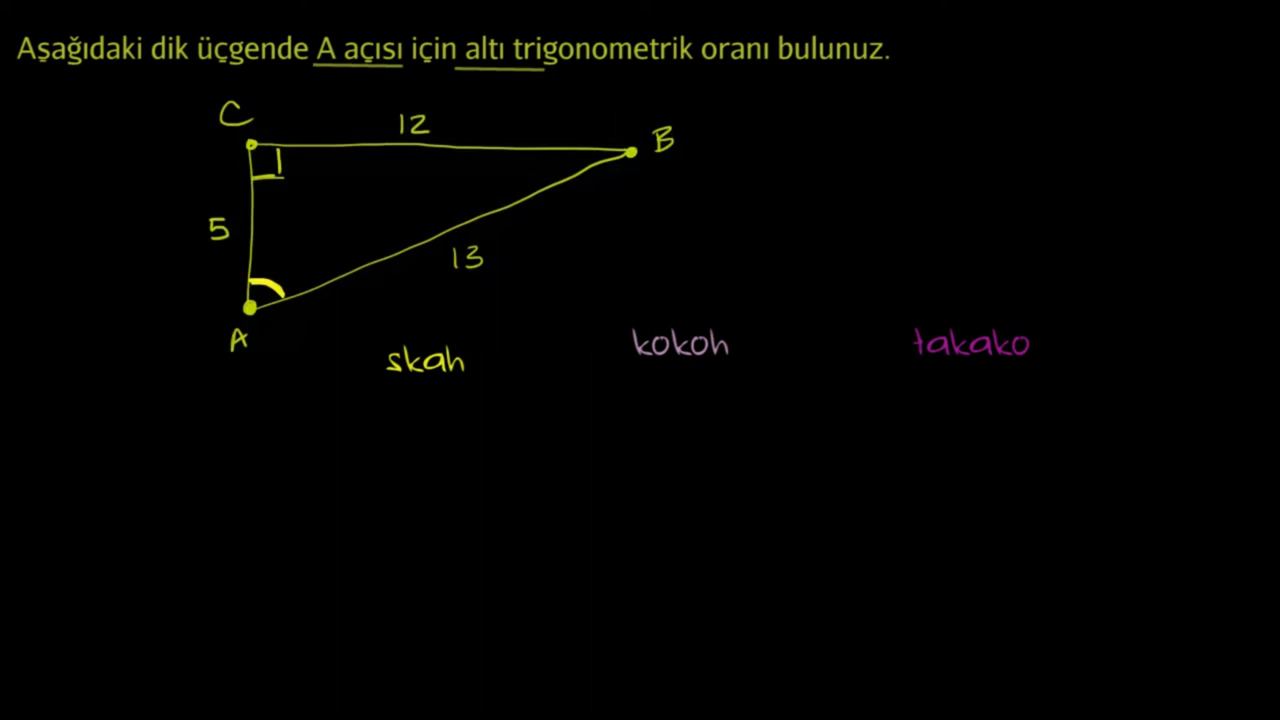 Aşağıdaki dik üçgende A açısı için altı trigonometrik oranı bulunuz.
C
12
B
5
13
A
skah kokoh takako